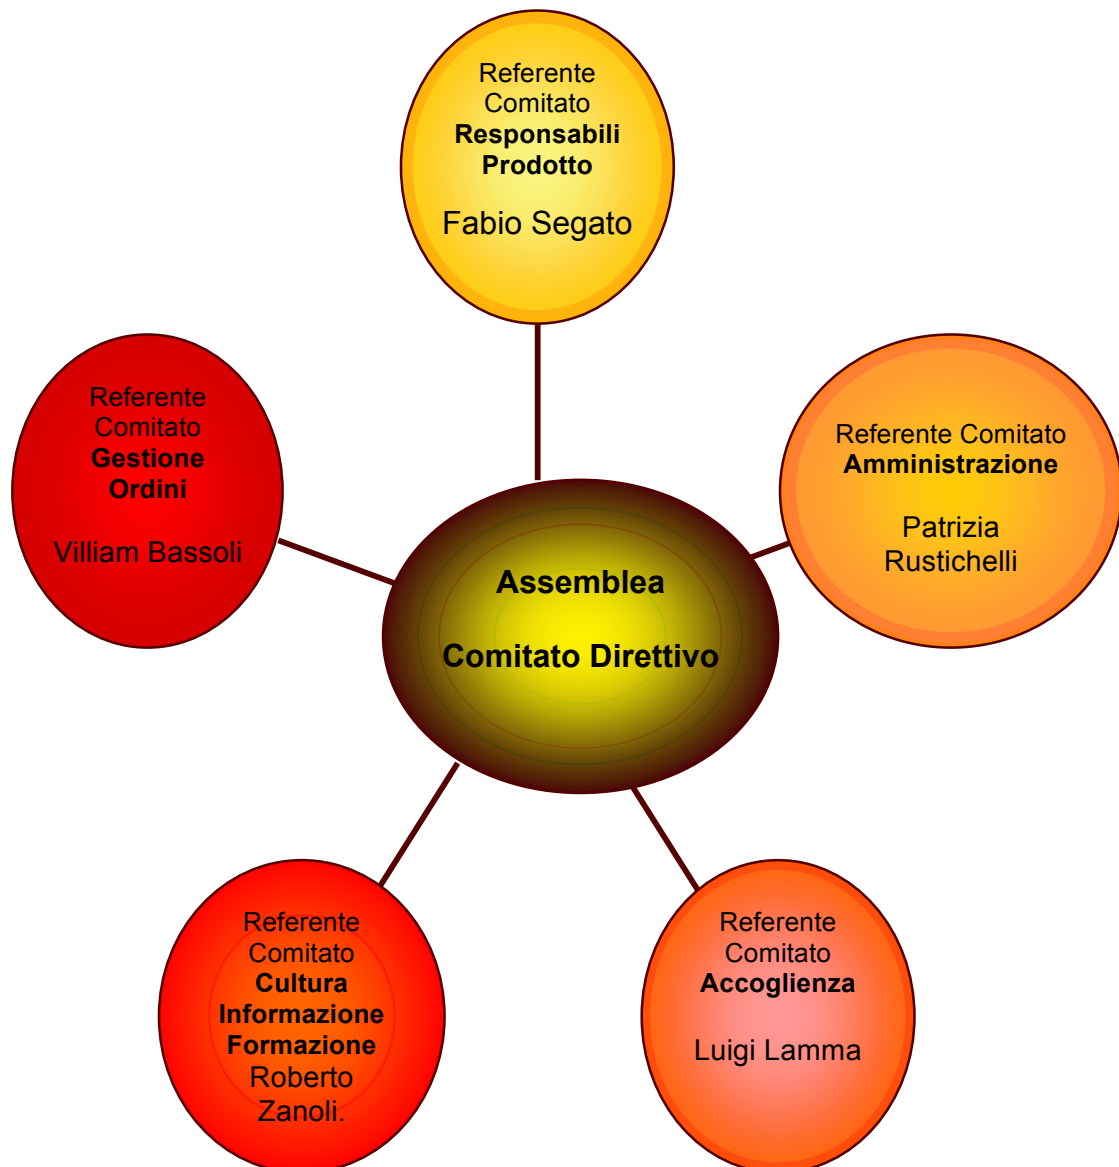 Referente
Comitato
Responsabili
Prodotto
Fabio Segato
Referente
Comitato
Gestione
Ordini
Villiam Bassoli
Referente Comitato
Amministrazione
Patrizia
Rustichelli
Assemblea
Comitato Direttivo
Referente
Comitato
Cultura
Informazione
Formazione
Roberto
Zanoli.
Referente
Comitato
Accoglienza
Luigi Lamma